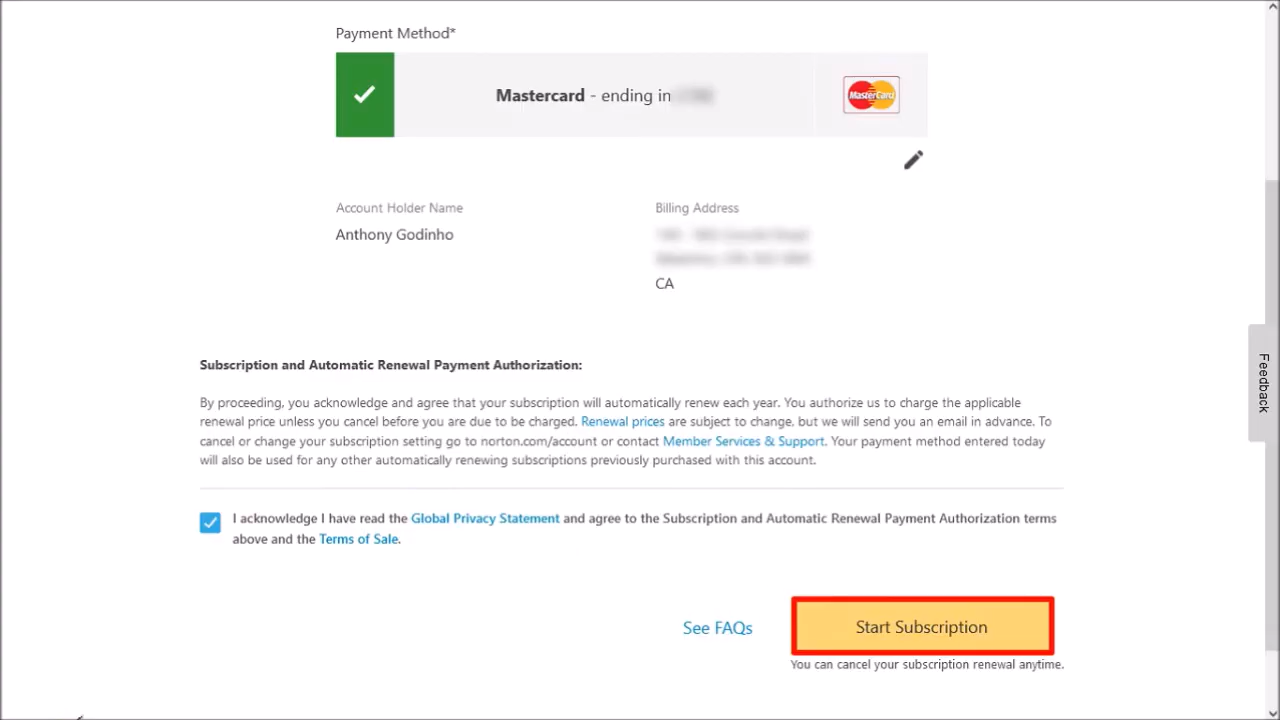 Payment Method*
Mastercard - ending in
MasterCard
Account Holder Name
Billing Address
Anthony Godinho
CA
Subscription and Automatic Renewal Payment Authorization:
By proceeding, you acknowledge and agree that your subscription will automatically renew each year. You authorize us to charge the applicable
renewal price unless you cancel before you are due to be charged. Renewal prices are subject to change, but we will send you an email in advance. To
cancel or change your subscription setting go to norton.com/account or contact Member Services & Support. Your payment method entered today
will also be used for any other automatically renewing subscriptions previously purchased with this account.
I acknowledge I have read the Global Privacy Statement and agree to the Subscription and Automatic Renewal Payment Authorization terms
above and the Terms of Sale.
See FAQs
Start Subscription
You can cancel your subscription renewal anytime.
Feedback